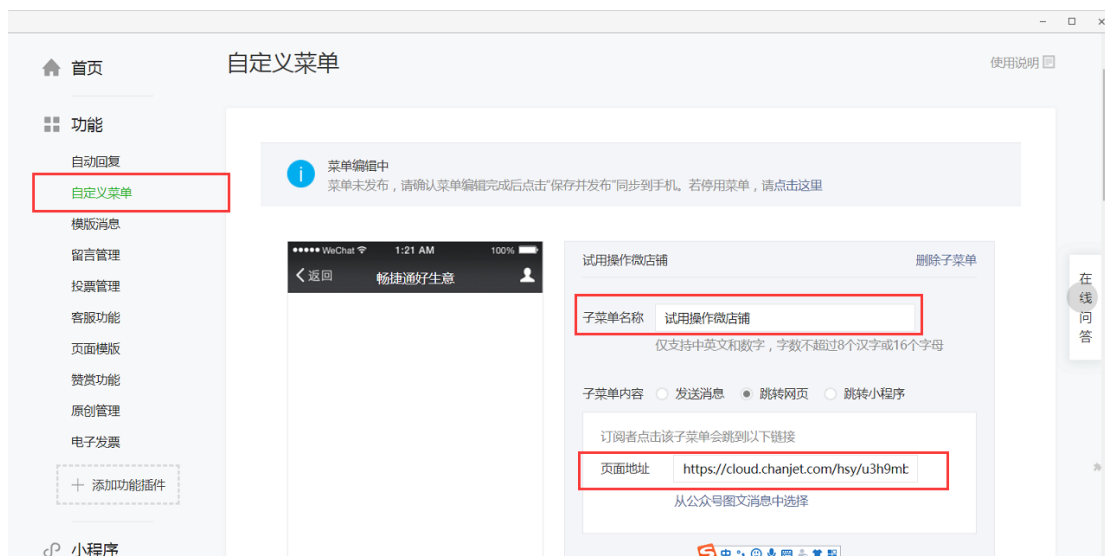 首页
功能
自动回复
自定义菜单
模版消息
留言管理
投票管理
客服功能
页面模版
赞赏功能
原创管理
电子发票
添加功能插件
小程序
自定义菜单
使用说明
菜单编辑中
菜单未发布，请确认菜单编辑完成后点击"保存并发布"同步到手机。若停用菜单，请点击这里
WeChat 1:21 AM 100%
返回 畅捷通好生意
试用操作微店铺 删除子菜单
子菜单名称 试用操作微店铺
仅支持中英文和数字，字数不超过8个汉字或16个字母
子菜单内容 发送消息 跳转网页 跳转小程序
订阅者点击该子菜单会跳到以下链接
页面地址 https://cloud.chanjet.com/hsy/u3h9mb
从公众号图文消息中选择
在线问答
中